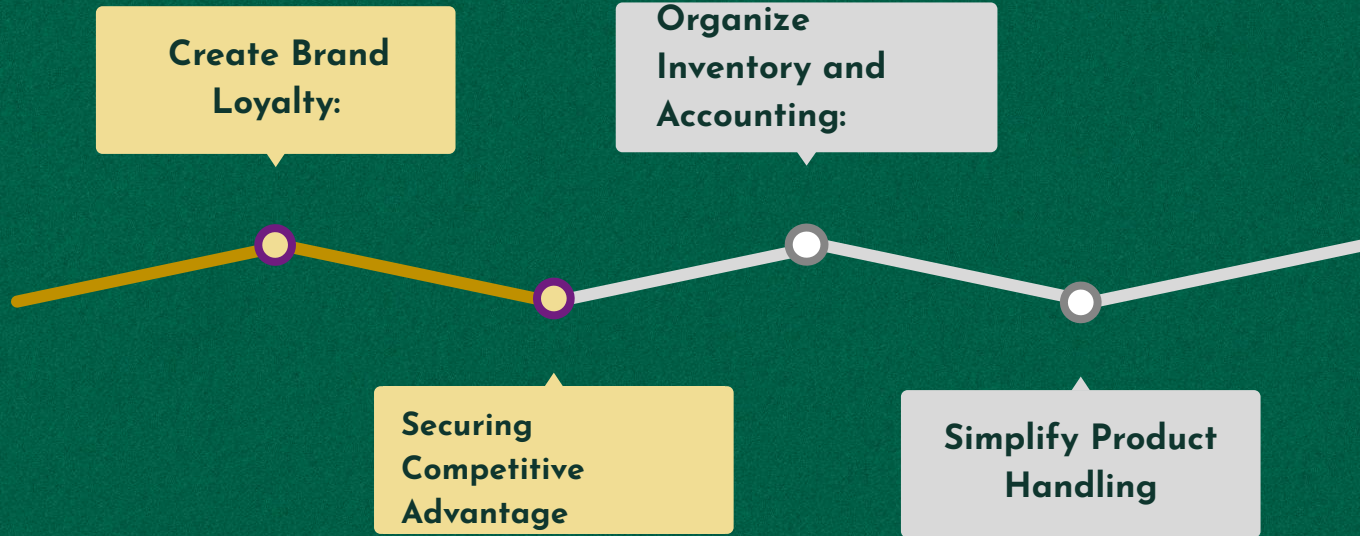 Create Brand
Loyalty:
Organize
Inventory and
Accounting:
Securing
Competitive
Advantage
Simplify Product
Handling